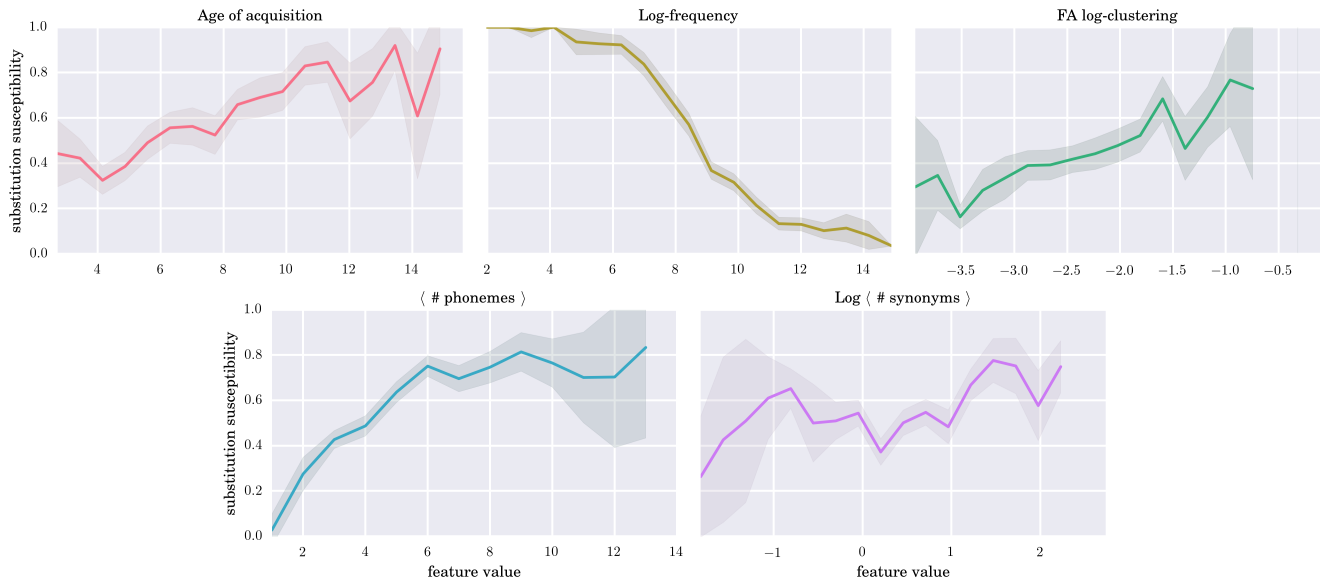 Age of acquisition
Log-frequency
FA log-clustering
substitution susceptibility
1.0
0.8
0.6
0.4
0.2
0.0
4 6 8 10 12 14
2 4 6 8 10 12 14
−3.5 −3.0 −2.5 −2.0 −1.5 −1.0 −0.5
⟨ # phonemes ⟩
Log ⟨ # synonyms ⟩
substitution susceptibility
1.0
0.8
0.6
0.4
0.2
0.0
2 4 6 8 10 12 14
−1 0 1 2
feature value
feature value